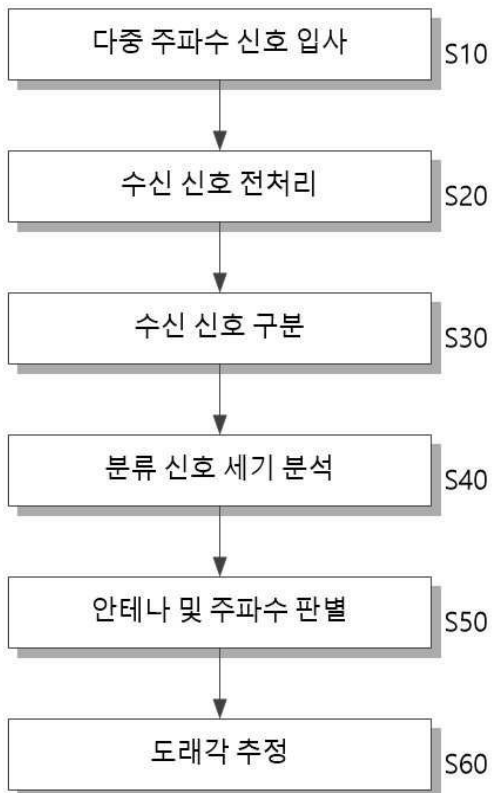 다중 주파수 신호 입사
S10
수신 신호 전처리
S20
수신 신호 구분
S30
분류 신호 세기 분석
S40
안테나 및 주파수 판별
S50
도래각 추정
S60